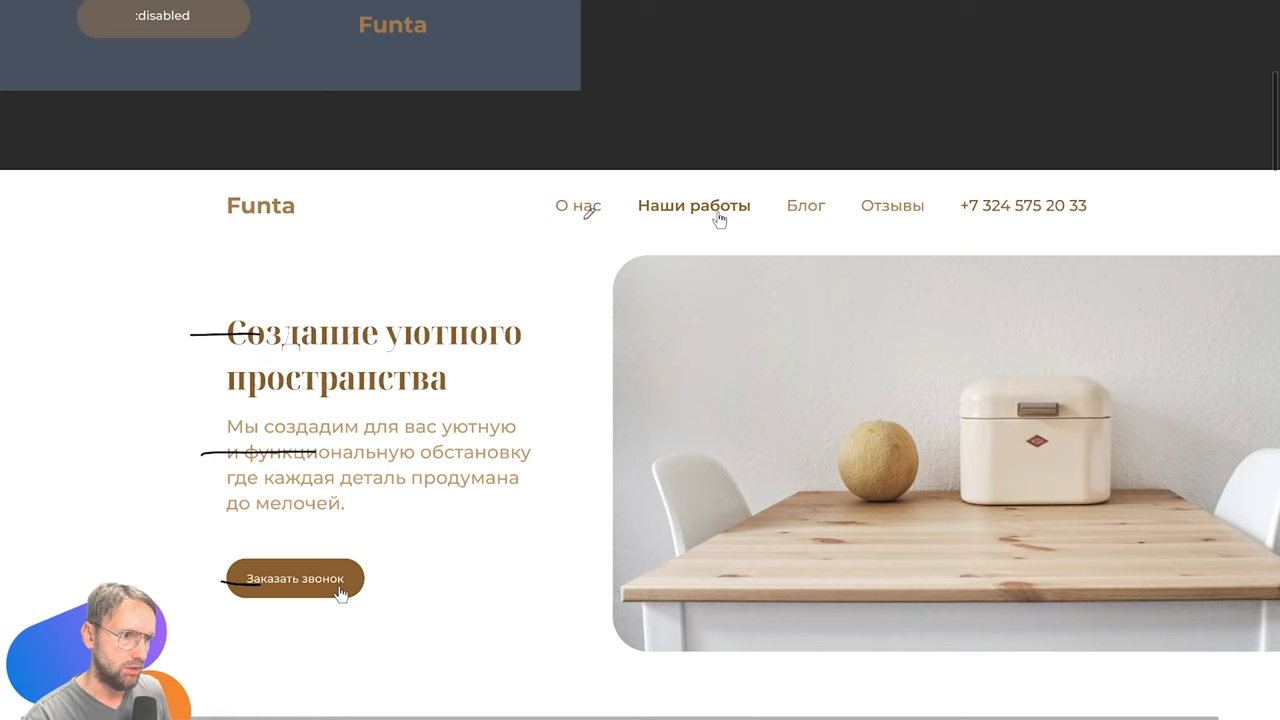 :disabled
Funta
Funta
О нас
Наши работы
Блог
Отзывы
+7 324 575 20 33
Создание уютного
пространства
Мы создадим для вас уютную
и функциональную обстановку
где каждая деталь продумана
до мелочей.
Заказать звонок